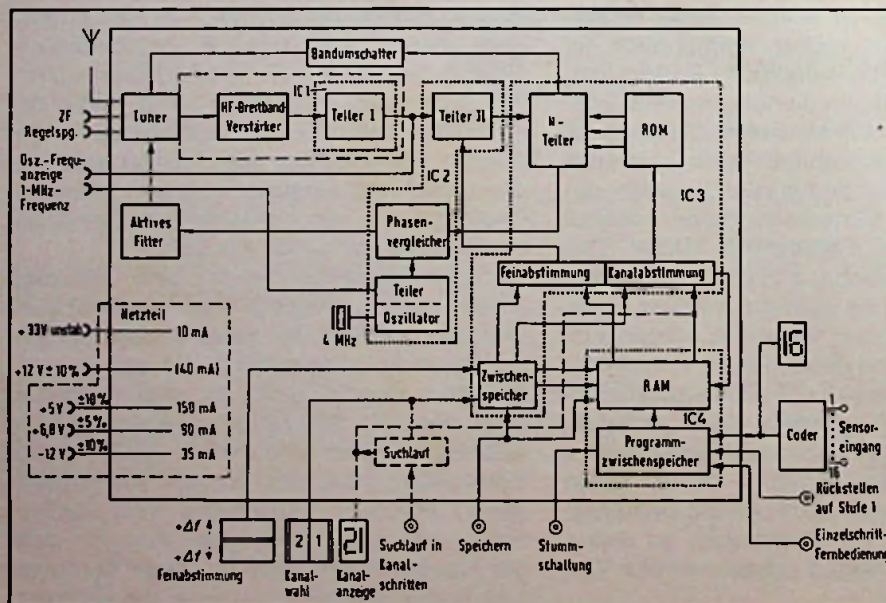 Bandumschalter
ZF
Regelspg.
Osz.-Frequ-
anzeige
1-MHz-
Frequenz
Tuner
HF-Breitband-
Verstärker
IC 1
Teiler I
Teiler II
N-
Teiler
ROM
IC 2
IC 3
Aktives
Filter
Phasen-
vergleicher
Teiler
Oszillator
4 MHz
Feinabstimmung
Kanalabstimmung
Netzteil
+33V unstab.
10 mA
+12 V ± 10%
(40 mA)
+5V ±10%
150 mA
+6,8 V ±5%
90 mA
-12 V ±10%
35 mA
Zwischen-
speicher
RAM
IC4
16
Suchlauf
Programm-
zwischenspeicher
Coder
1
16
Sensor-
eingang
Rückstellen
auf Stufe 1
Einzelschritt-
Fernbedienung
+Δf
+Δf
Feinabstimmung
2 1
Kanal-
wahl
21
Kanal-
anzeige
Suchlauf in
Kanal-
schritten
Speichern
Stumm-
schaltung